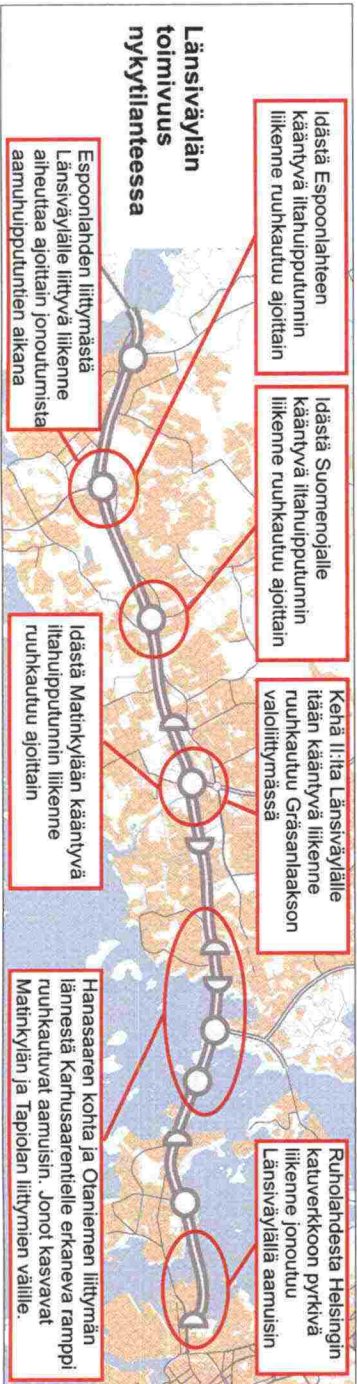 Länsiväylän
toimivuus
nykytilanteessa
Idästä Espoonlahteen
kääntyvä iltahuipputunnin
liikenne ruuhkautuu ajoittain
Idästä Suomenojalle
kääntyvä iltahuipputunnin
liikenne ruuhkautuu ajoittain
Kehä II:lta Länsiväylälle
itään kääntyvä liikenne
ruuhkautuu Gräsanlaakson
valoliittymässä
Ruholahdesta Helsingin
katuverkkoon pyrkivä
liikenne jonoutuu
Länsiväylällä aamuisin
Espoonlahden liittymästä
Länsiväylälle liittyvä liikenne
aiheuttaa ajoittain jonoutumista
aamuhuipputuntien aikana
Idästä Matinkylään kääntyvä
iltahuipputunnin liikenne
ruuhkautuu ajoittain
Hanasaaren kohta ja Otaniemen liittymän
lännestä Karhusaarentielle erkaneva ramppi
ruuhkautuvat aamuisin. Jonot kasvavat
Matinkylän ja Tapiolan liittymien välille.